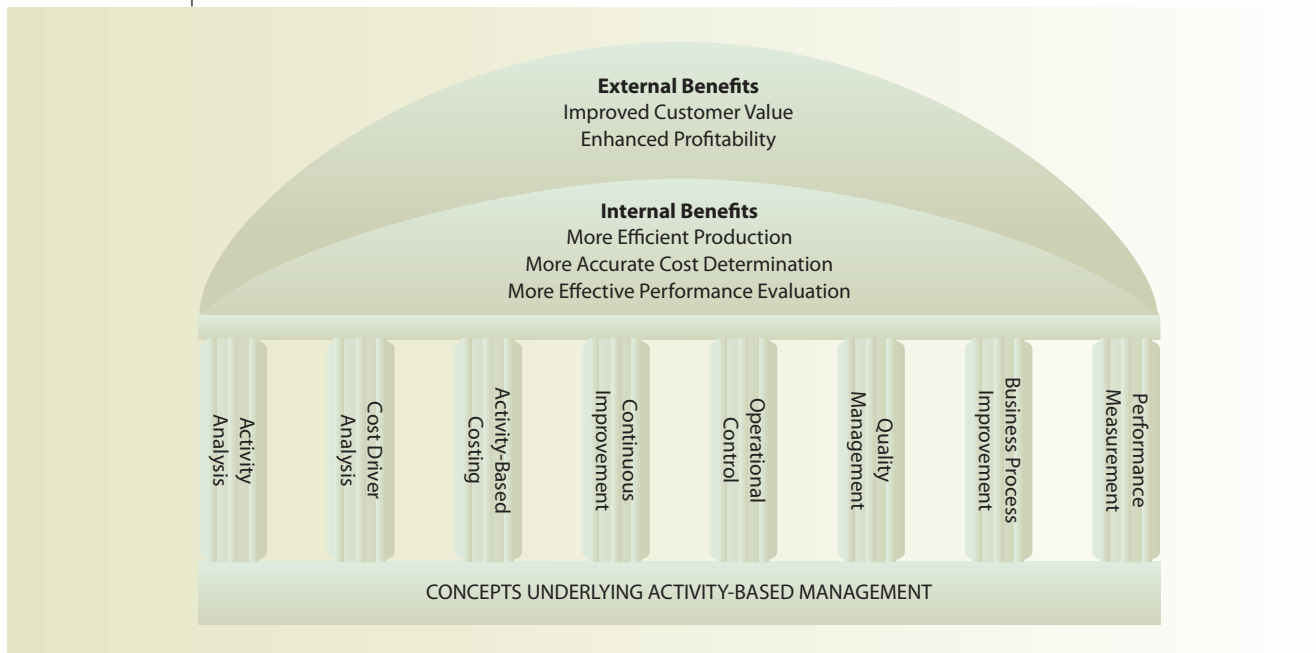 External Benefits
Improved Customer Value
Enhanced Profitability
Internal Benefits
More Efficient Production
More Accurate Cost Determination
More Effective Performance Evaluation
Activity
Analysis
Cost Driver
Analysis
Activity-Based
Costing
Continuous
Improvement
Operational
Control
Quality
Management
Business Process
Improvement
Performance
Measurement
CONCEPTS UNDERLYING ACTIVITY-BASED MANAGEMENT